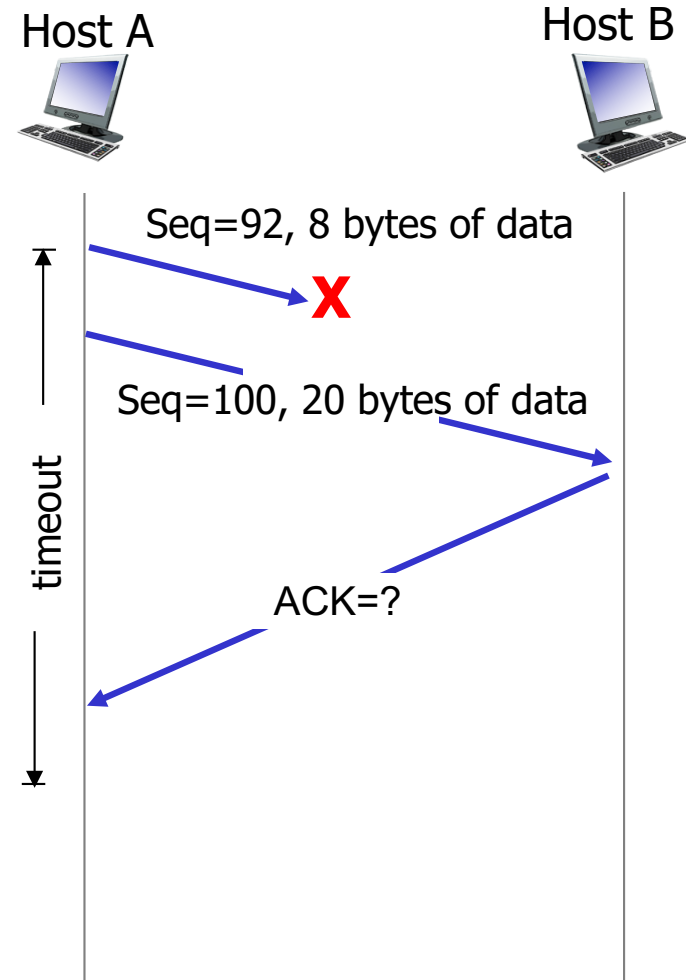 Host A
Host B
Seq=92, 8 bytes of data
X
Seq=100, 20 bytes of data
timeout
ACK=?